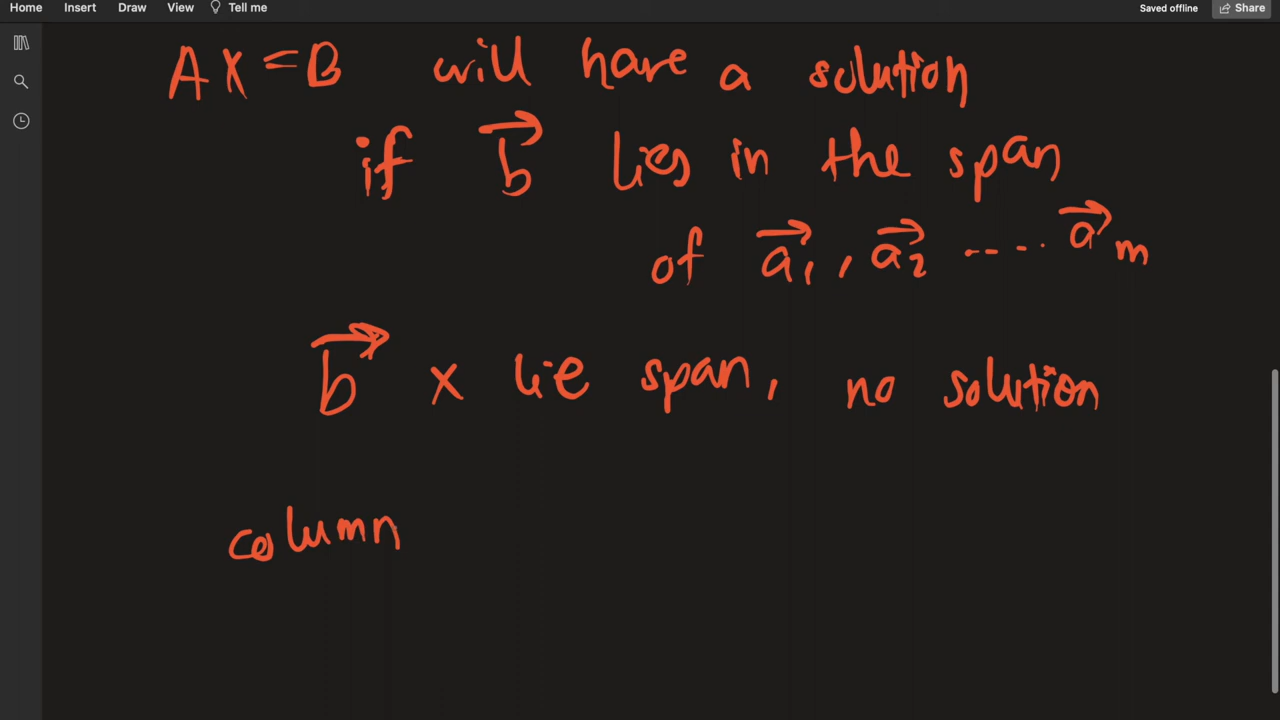 Home Insert Draw View Tell me Saved offline Share
AX=B will have a solution
if b⃗ lies in the span
of a⃗₁, a⃗₂ ---- a⃗ₘ
b⃗ x lie span, no solution
column